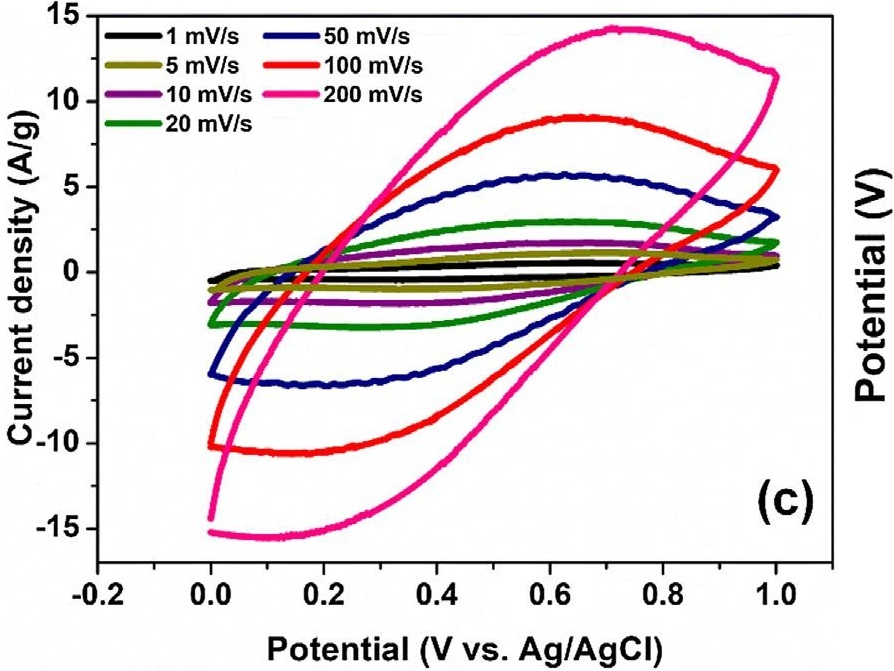 15
10
5
0
-5
-10
-15
Current density (A/g)
1 mV/s
5 mV/s
10 mV/s
20 mV/s
50 mV/s
100 mV/s
200 mV/s
(c)
-0.2 0.0 0.2 0.4 0.6 0.8 1.0
Potential (V vs. Ag/AgCl)
Potential (V)